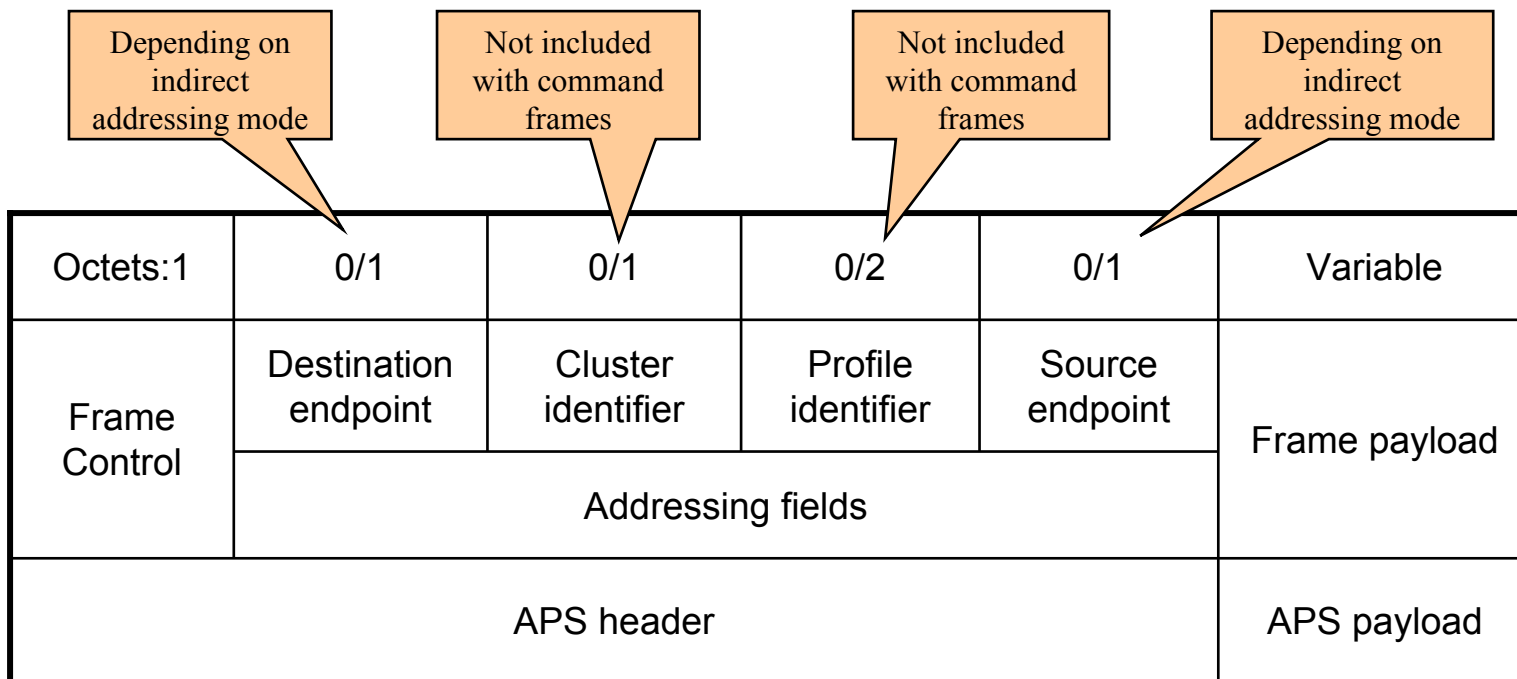 Depending on
indirect
addressing mode
Not included
with command
frames
Not included
with command
frames
Depending on
indirect
addressing mode
Octets:1
0/1
0/1
0/2
0/1
Variable
Frame
Control
Destination
endpoint
Cluster
identifier
Profile
identifier
Source
endpoint
Frame payload
Addressing fields
APS header
APS payload